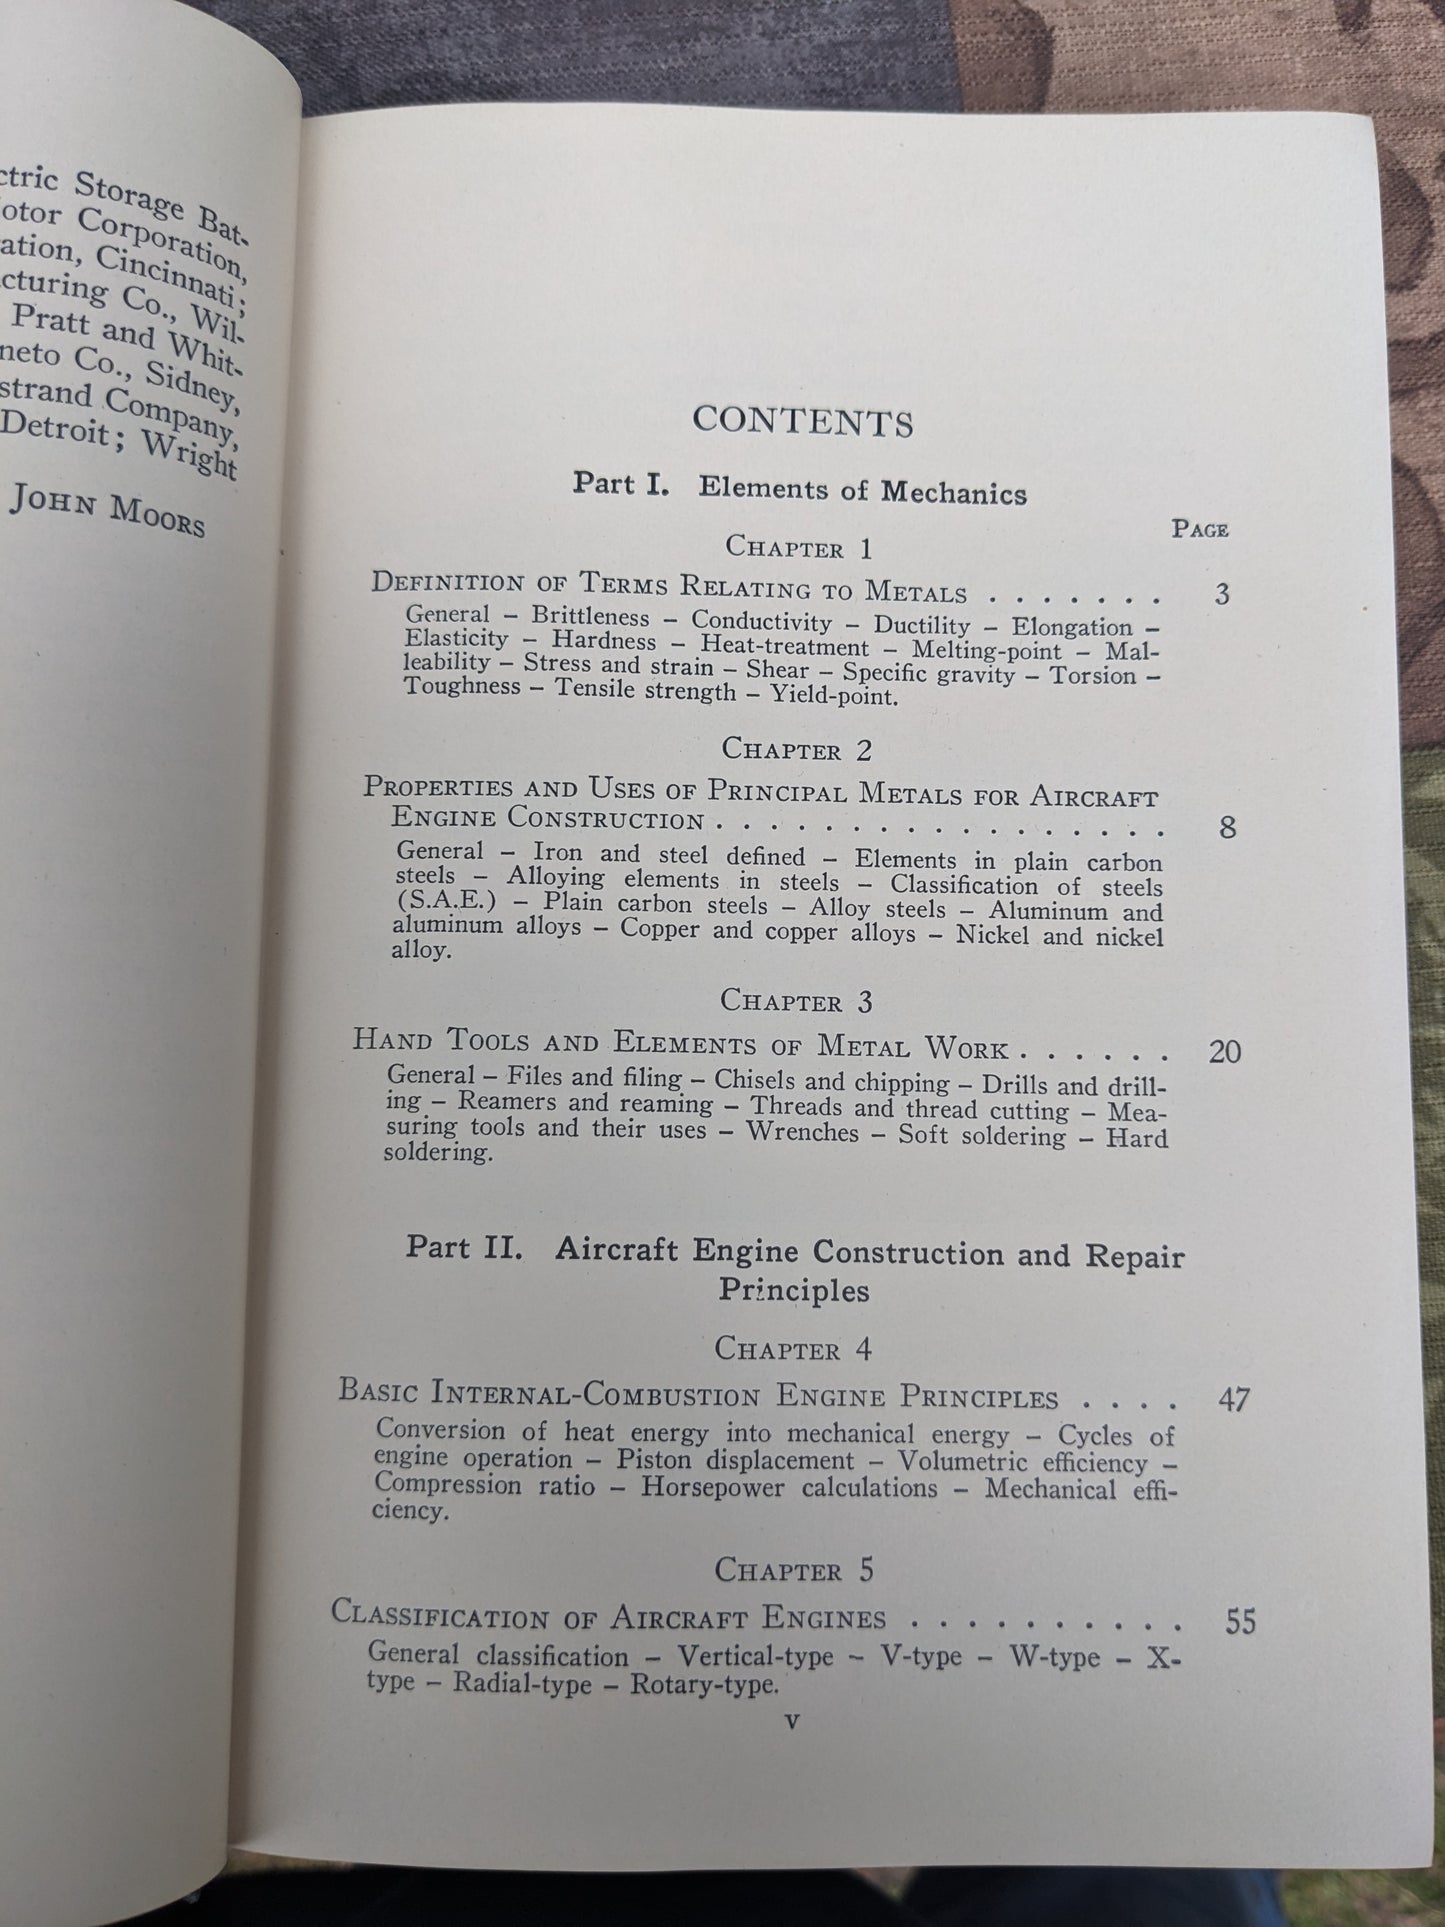 Storage Bat-
Corporation,
Cincinnati;
Co., Wil-
Pratt and Whit-
Co., Sidney,
Company,
Detroit; Wright
JOHN MOORS
CONTENTS
Part I. Elements of Mechanics
PAGE
CHAPTER 1
DEFINITION OF TERMS RELATING TO METALS . . . . . . . 3
General – Brittleness – Conductivity – Ductility – Elongation –
Elasticity – Hardness – Heat-treatment – Melting-point – Mal-
leability – Stress and strain – Shear – Specific gravity – Torsion –
Toughness – Tensile strength – Yield-point.
CHAPTER 2
PROPERTIES AND USES OF PRINCIPAL METALS FOR AIRCRAFT
ENGINE CONSTRUCTION . . . . . . . . . . . . . . . . . 8
General – Iron and steel defined – Elements in plain carbon
steels – Alloying elements in steels – Classification of steels
(S.A.E.) – Plain carbon steels – Alloy steels – Aluminum and
aluminum alloys – Copper and copper alloys – Nickel and nickel
alloy.
CHAPTER 3
HAND TOOLS AND ELEMENTS OF METAL WORK . . . . . . 20
General – Files and filing – Chisels and chipping – Drills and drill-
ing – Reamers and reaming – Threads and thread cutting – Mea-
suring tools and their uses – Wrenches – Soft soldering – Hard
soldering.
Part II. Aircraft Engine Construction and Repair
Principles
CHAPTER 4
BASIC INTERNAL-COMBUSTION ENGINE PRINCIPLES . . . . 47
Conversion of heat energy into mechanical energy – Cycles of
engine operation – Piston displacement – Volumetric efficiency –
Compression ratio – Horsepower calculations – Mechanical effi-
ciency.
CHAPTER 5
CLASSIFICATION OF AIRCRAFT ENGINES . . . . . . . . . . 55
General classification – Vertical-type – V-type – W-type – X-
type – Radial-type – Rotary-type.
v